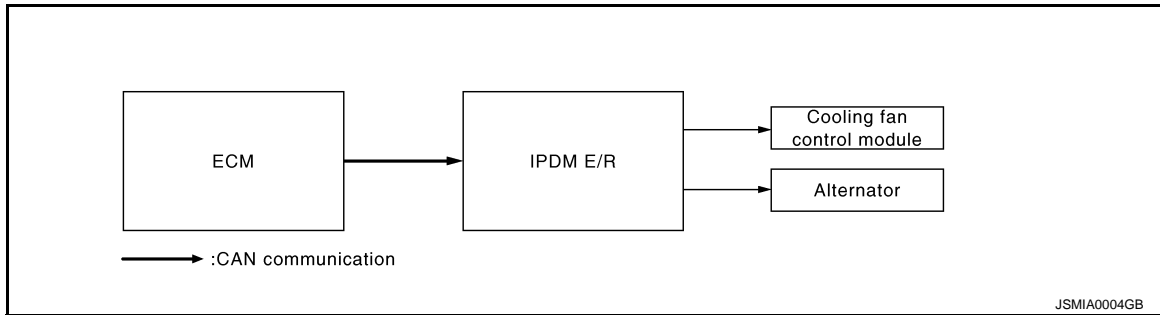 ECM
IPDM E/R
Cooling fan
control module
Alternator
:CAN communication
JSMIA0004GB